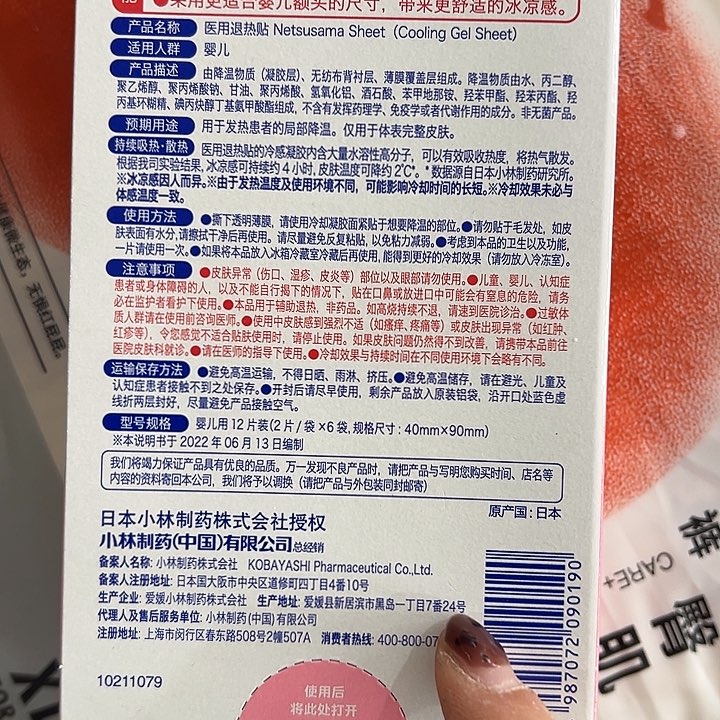 ●采用更适合婴儿额头的尺寸，带来更舒适的冰凉感。
产品名称 医用退热贴 Netsusama Sheet（Cooling Gel Sheet）
适用人群 婴儿
产品描述 由降温物质（凝胶层）、无纺布背衬层、薄膜覆盖层组成。降温物质由水、丙二醇、
聚乙烯醇、聚丙烯酸钠、甘油、聚丙烯酸、氢氧化铝、酒石酸、苯甲地那铵、羟苯甲酯、羟苯丙酯、羟
丙基环糊精、碘丙炔醇丁基氨甲酸酯组成，不含有发挥药理学、免疫学或者代谢作用的成分。非无菌产品。
预期用途 用于发热患者的局部降温。仅用于体表完整皮肤。
持续吸热·散热 医用退热贴的冷感凝胶内含大量水溶性高分子，可以有效吸收热度，将热气散发。
根据我司实验结果，冰凉感可持续约 4 小时，皮肤温度可降约 2℃*。*数据源自日本小林制药研究所。
※冰凉感因人而异。※由于发热温度及使用环境不同，可能影响冷却时间的长短。※冷却效果未必与
体感温度一致。
使用方法 ●撕下透明薄膜，请使用冷却凝胶面紧贴于想要降温的部位。●请勿贴于毛发处，如皮
肤表面有水分，请擦拭干净后再使用。请尽量避免反复粘贴，以免粘力减弱。●考虑到本品的卫生以及功能，
一片请使用一次。●如果将本品放入冰箱冷藏室冷藏后再使用，能得到更好的冷却效果（请勿放入冷冻室）。
注意事项 ●皮肤异常（伤口、湿疹、皮炎等）部位以及眼部请勿使用。●儿童、婴儿、认知症
患者或身体障碍的人，以及不能自行揭下的情况下，贴在口鼻或放进口中可能会有窒息的危险，请务
必在监护者看护下使用。●本品用于辅助退热，非药品。如高烧持续不退，请速到医院诊治。●过敏体
质人群请在使用前咨询医师。●使用中皮肤感到强烈不适（如瘙痒、疼痛等）或皮肤出现异常（如红肿、
红疹等），令您感觉不适合贴肤使用时，请停止使用。如果皮肤问题仍然得不到改善，请携带本品前往
医院皮肤科就诊。●请在医师的指导下使用。●冷却效果与持续时间在不同使用环境下会略有不同。
运输保存方法 ●避免高温运输，不得日晒、雨淋、挤压。●避免高温储存，请在避光、儿童及
认知症患者接触不到之处保存。●开封后请尽早使用，剩余产品放入原装铝袋，沿开口处蓝色虚
线折两层封好，尽量避免产品接触空气。
型号规格 婴儿用 12 片装（2 片 / 袋 ×6 袋，规格尺寸：40mm×90mm）
※本说明书于 2022 年 06 月 13 日编制
我们将竭力保证产品具有优良的品质。万一发现不良产品时，请把产品与写明您购买时间、店名等
内容的资料寄回本公司，我们将予以调换（请把产品与外包装同封邮寄）
原产国：日本
日本小林制药株式会社授权
小林制药（中国）有限公司总经销
备案人名称：小林制药株式会社 KOBAYASHI Pharmaceutical Co.,Ltd.
备案人注册地址：日本国大阪市中央区道修町四丁目4番10号
生产企业：爱媛小林制药株式会社 生产地址：爱媛县新居滨市黑岛一丁目7番24号
代理人及售后服务单位：小林制药（中国）有限公司
注册地址：上海市闵行区春东路508号2幢507A 消费者热线：400-800-07
10211079
使用后
将此处打开
987072 090190
裤
臀
肌
CARE+